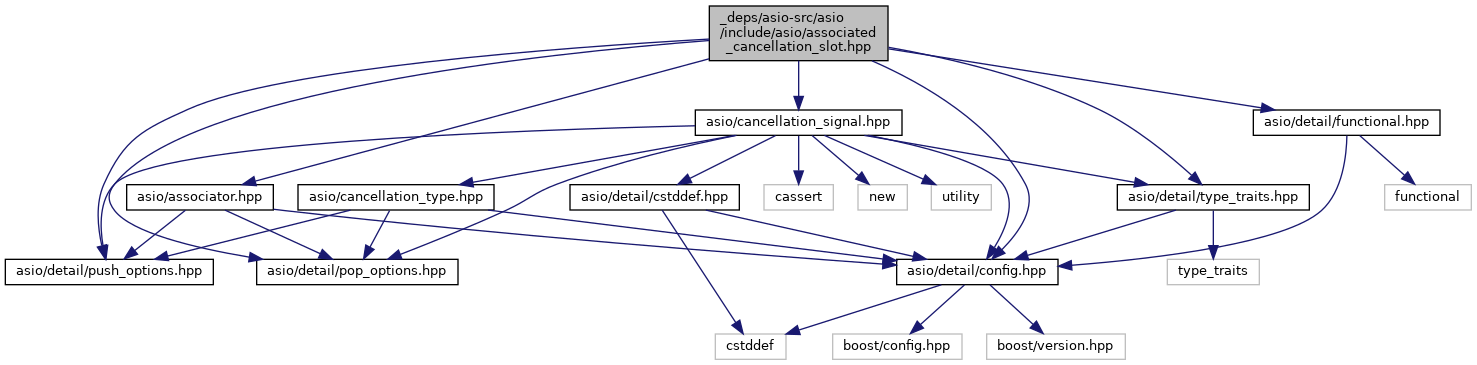 _deps/asio-src/asio
/include/asio/associated
_cancellation_slot.hpp
asio/cancellation_signal.hpp
asio/detail/functional.hpp
asio/associator.hpp
asio/cancellation_type.hpp
asio/detail/cstddef.hpp
cassert
new
utility
asio/detail/type_traits.hpp
functional
asio/detail/push_options.hpp
asio/detail/pop_options.hpp
asio/detail/config.hpp
type_traits
cstddef
boost/config.hpp
boost/version.hpp